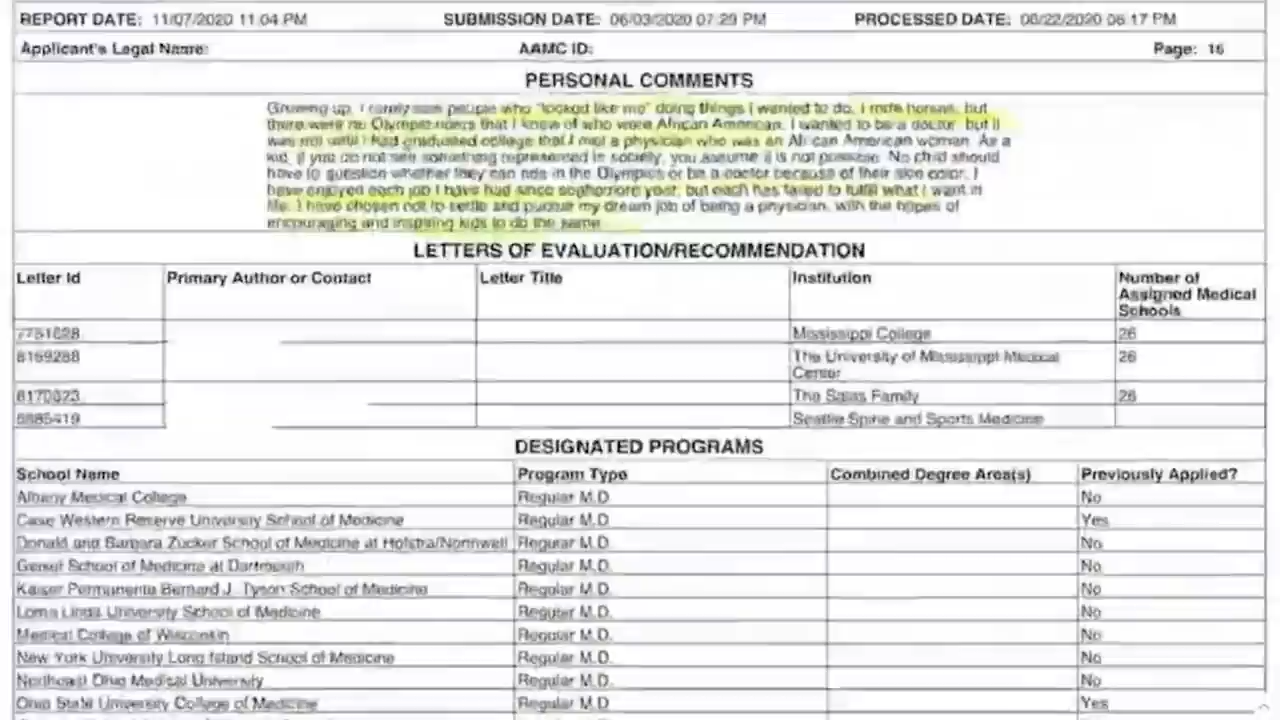 REPORT DATE: 11/07/2020 11:04 PM SUBMISSION DATE: 06/03/2020 07:29 PM PROCESSED DATE: 06/22/2020 06:17 PM
Applicant's Legal Name: AAMC ID: Page: 16
PERSONAL COMMENTS
Growing up, I rarely saw people who "looked like me" doing things I wanted to do. I rode horses, but
there were no Olympic riders that I knew of who were African American. I wanted to be a doctor, but it
was not until I had graduated college that I met a physician who was an African American woman. As a
kid, if you do not see something represented in society, you assume it is not possible. No child should
have to question whether they can ride in the Olympics or be a doctor because of their skin color. I
have enjoyed each job I have had since sophomore year, but each has failed to fulfill what I want in
life. I have chosen not to settle and pursue my dream job of being a physician, with the hopes of
encouraging and inspiring kids to do the same.
LETTERS OF EVALUATION/RECOMMENDATION
Letter Id Primary Author or Contact Letter Title Institution Number of
Assigned Medical
Schools
7751028 Mississippi College 26
8169288 The University of Mississippi Medical 26
Center
8170323 The Salas Family 26
Seattle Spine and Sports Medicine
DESIGNATED PROGRAMS
School Name Program Type Combined Degree Area(s) Previously Applied?
Albany Medical College Regular M.D. No
Case Western Reserve University School of Medicine Regular M.D. Yes
Donald and Barbara Zucker School of Medicine at Hofstra/Northwell Regular M.D. No
Geisel School of Medicine at Dartmouth Regular M.D. No
Kaiser Permanente Bernard J. Tyson School of Medicine Regular M.D. No
Loma Linda University School of Medicine Regular M.D. No
Medical College of Wisconsin Regular M.D. No
New York University Long Island School of Medicine Regular M.D. No
Northeast Ohio Medical University Regular M.D. No
Ohio State University College of Medicine Regular M.D. Yes